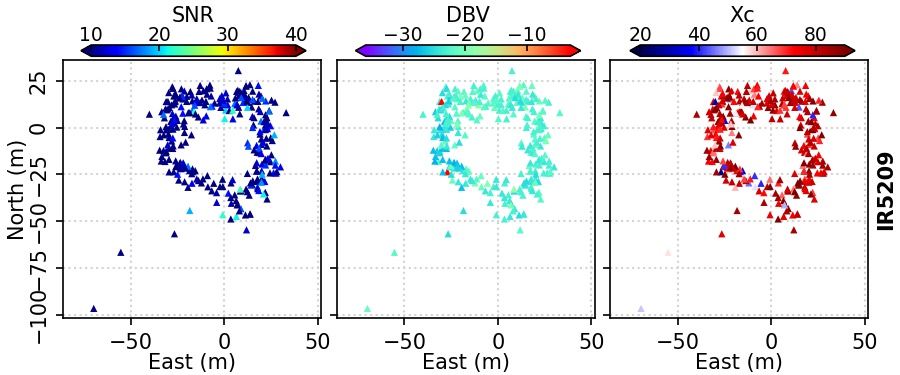 SNR DBV Xc
10 20 30 40 −30 −20 −10 20 40 60 80
25
0
−25
−50
−75
−100
North (m)
IR5209
−50 0 50 −50 0 50 −50 0 50
East (m) East (m) East (m)